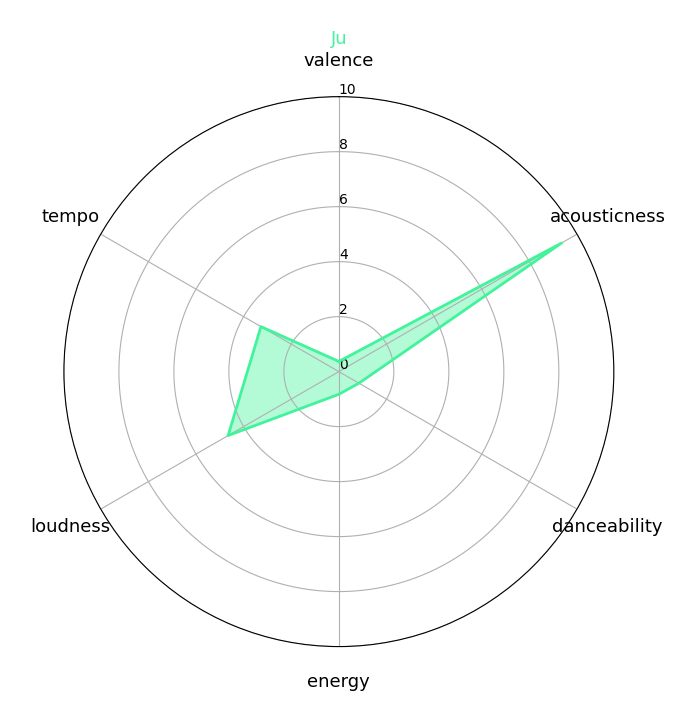 Ju
valence
10
8
tempo
6
acousticness
4
2
0
loudness
danceability
energy